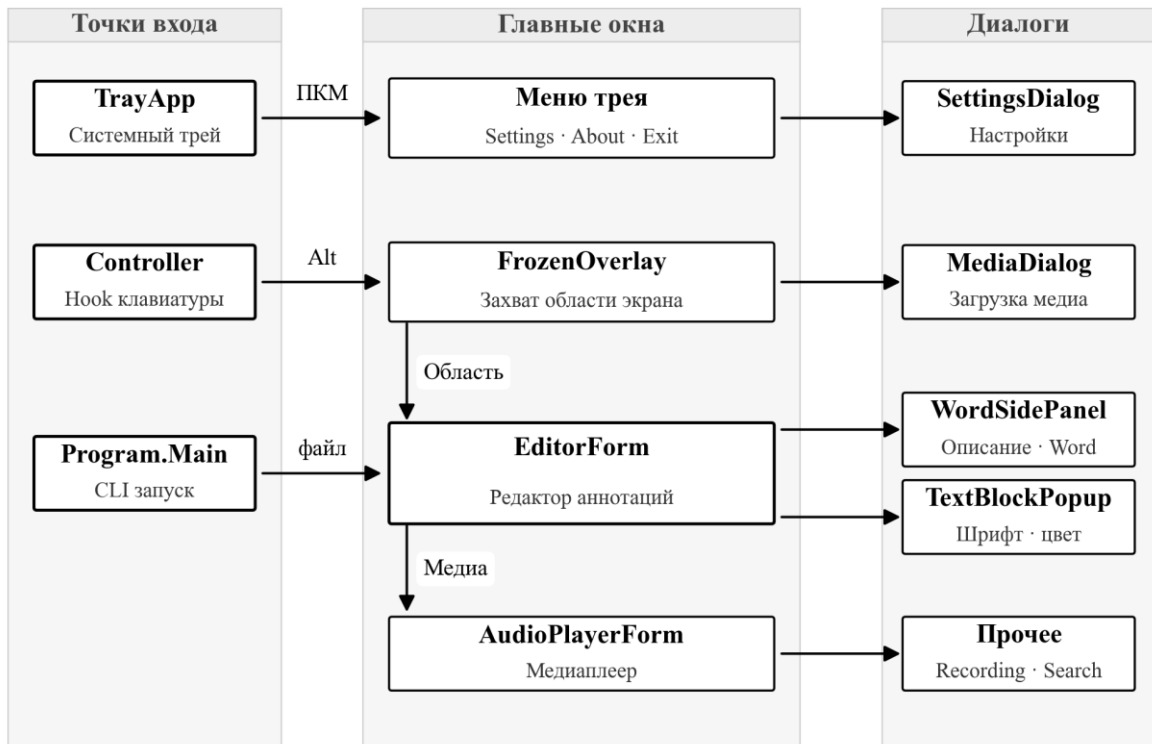 Точки входа
Главные окна
Диалоги
TrayApp
Системный трей
ПКМ
Меню трея
Settings · About · Exit
SettingsDialog
Настройки
Controller
Hook клавиатуры
Alt
FrozenOverlay
Захват области экрана
MediaDialog
Загрузка медиа
Область
Program.Main
CLI запуск
файл
EditorForm
Редактор аннотаций
WordSidePanel
Описание · Word
TextBlockPopup
Шрифт · цвет
Медиа
AudioPlayerForm
Медиаплеер
Прочее
Recording · Search